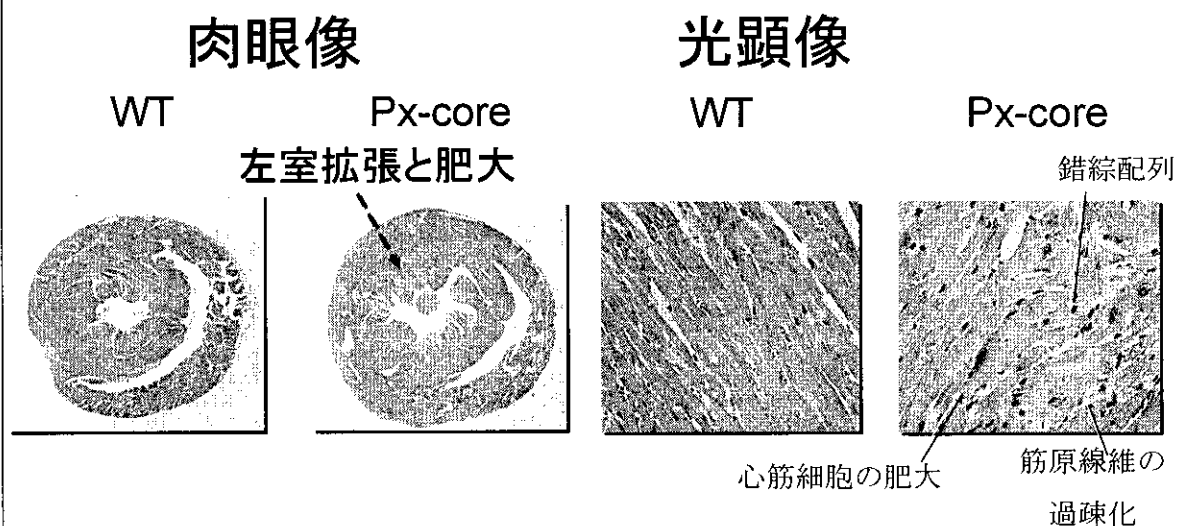 肉眼像 光顕像
WT Px-core WT Px-core
左室拡張と肥大
錯綜配列
心筋細胞の肥大
筋原線維の
過疎化